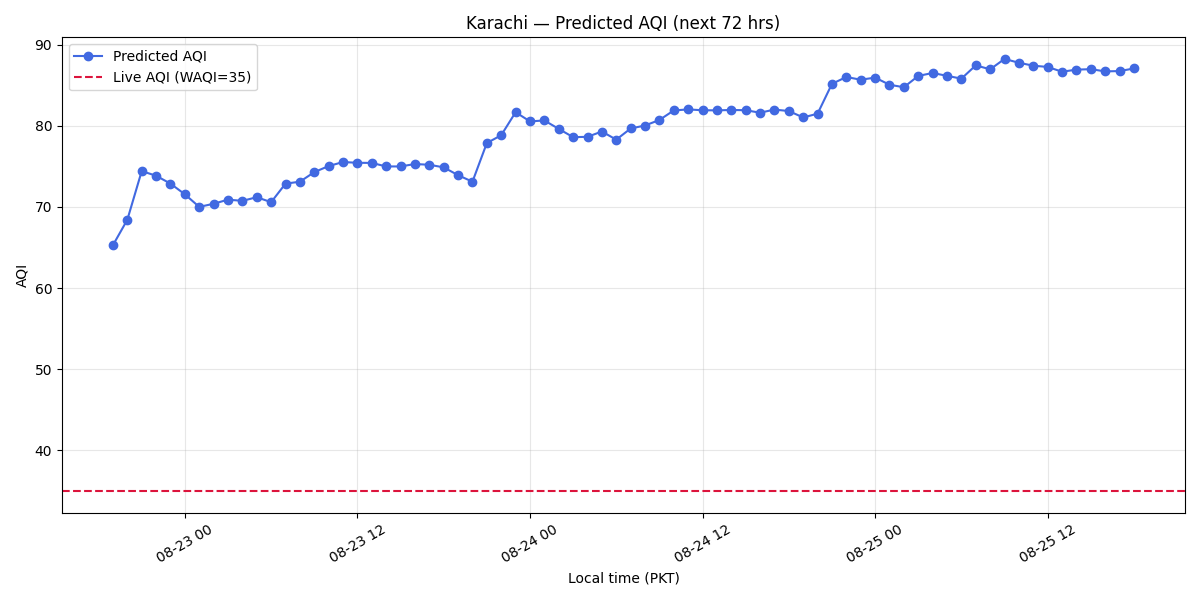 Karachi — Predicted AQI (next 72 hrs)
Predicted AQI
Live AQI (WAQI=35)
90
80
70
60
50
40
AQI
08-23 00
08-23 12
08-24 00
08-24 12
08-25 00
08-25 12
Local time (PKT)